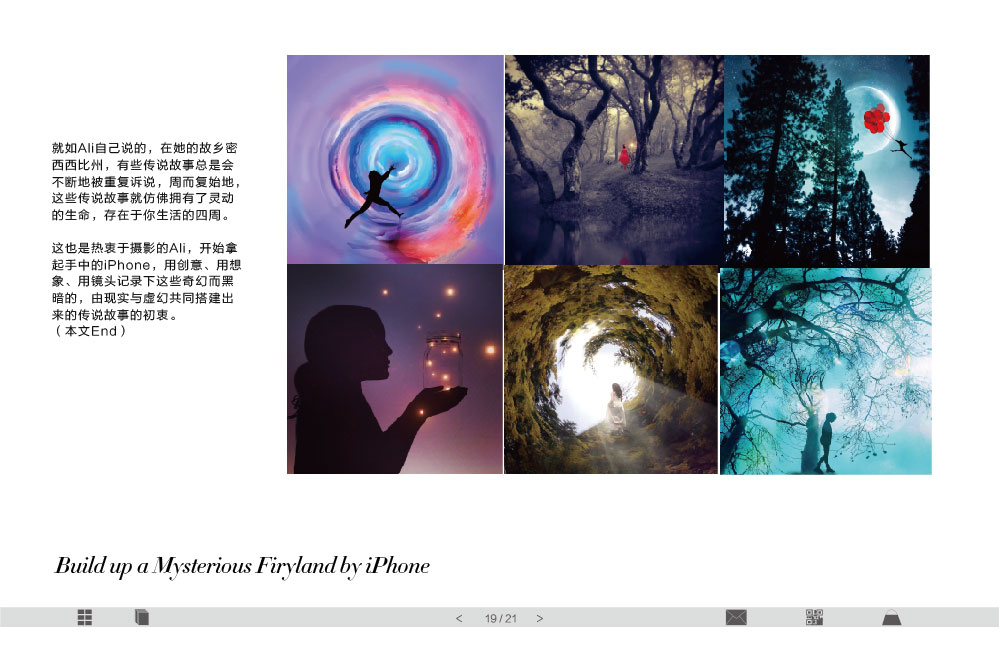 就如Ali自己说的，在她的故乡密
西西比州，有些传说故事总是会
不断地被重复诉说，周而复始地，
这些传说故事就仿佛拥有了灵动
的生命，存在于你生活的四周。
这也是热衷于摄影的Ali，开始拿
起手中的iPhone，用创意、用想
象、用镜头记录下这些奇幻而黑
暗的，由现实与虚幻共同搭建出
来的传说故事的初衷。
（本文End）
Build up a Mysterious Firyland by iPhone
< 19 / 21 >